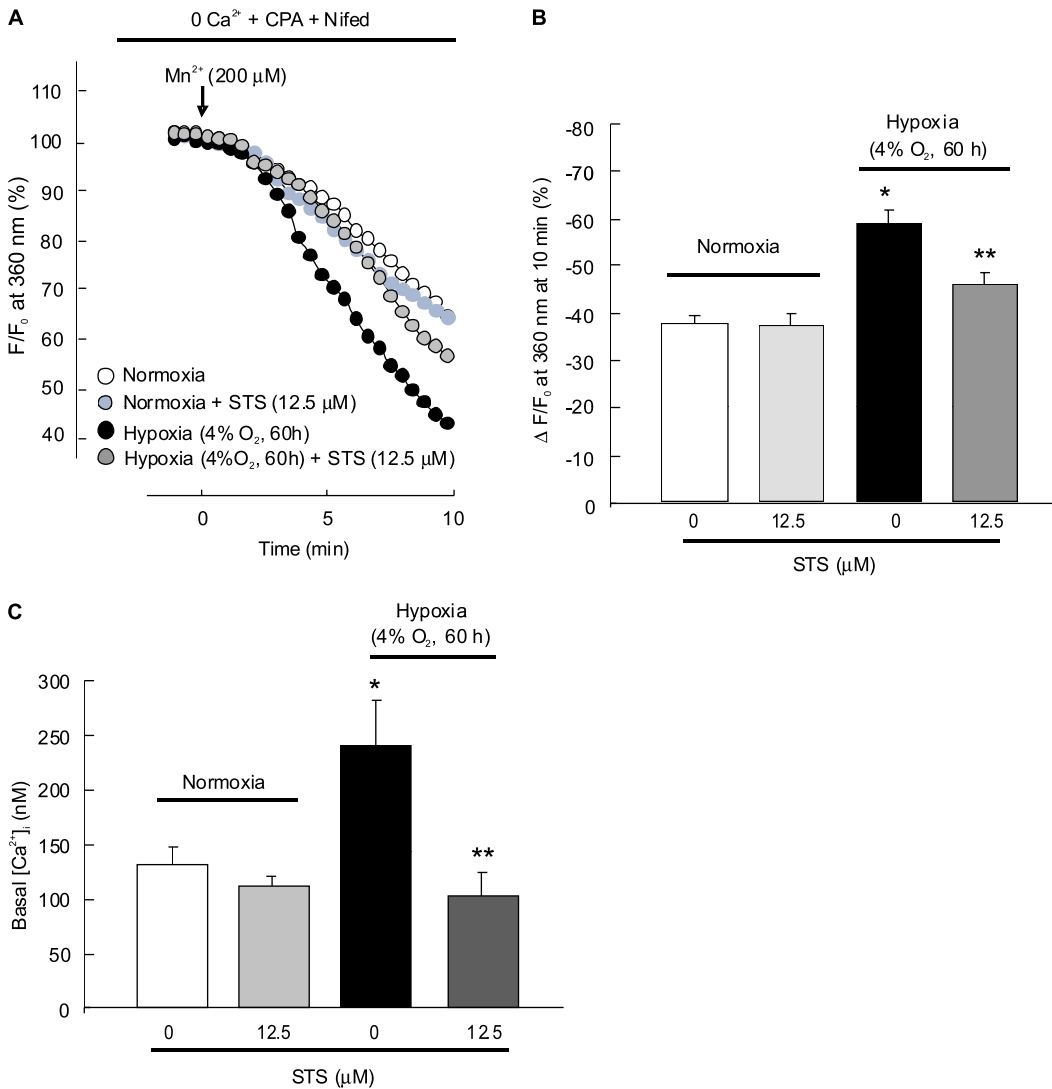 A
0 Ca²⁺ + CPA + Nifed
Mn²⁺ (200 μM)
110
100
90
80
70
60
50
40
F/F₀ at 360 nm (%)
Normoxia
Normoxia + STS (12.5 μM)
Hypoxia (4% O₂, 60h)
Hypoxia (4%O₂, 60h) + STS (12.5 μM)
0
5
10
Time (min)
B
-80
-70
-60
-50
-40
-30
-20
-10
0
Δ F/F₀ at 360 nm at 10 min (%)
Normoxia
Hypoxia
(4% O₂, 60 h)
*
**
0
12.5
0
12.5
STS (μM)
C
Hypoxia
(4% O₂, 60 h)
300
250
200
150
100
50
0
Basal [Ca²⁺]ᵢ (nM)
Normoxia
*
**
0
12.5
0
12.5
STS (μM)